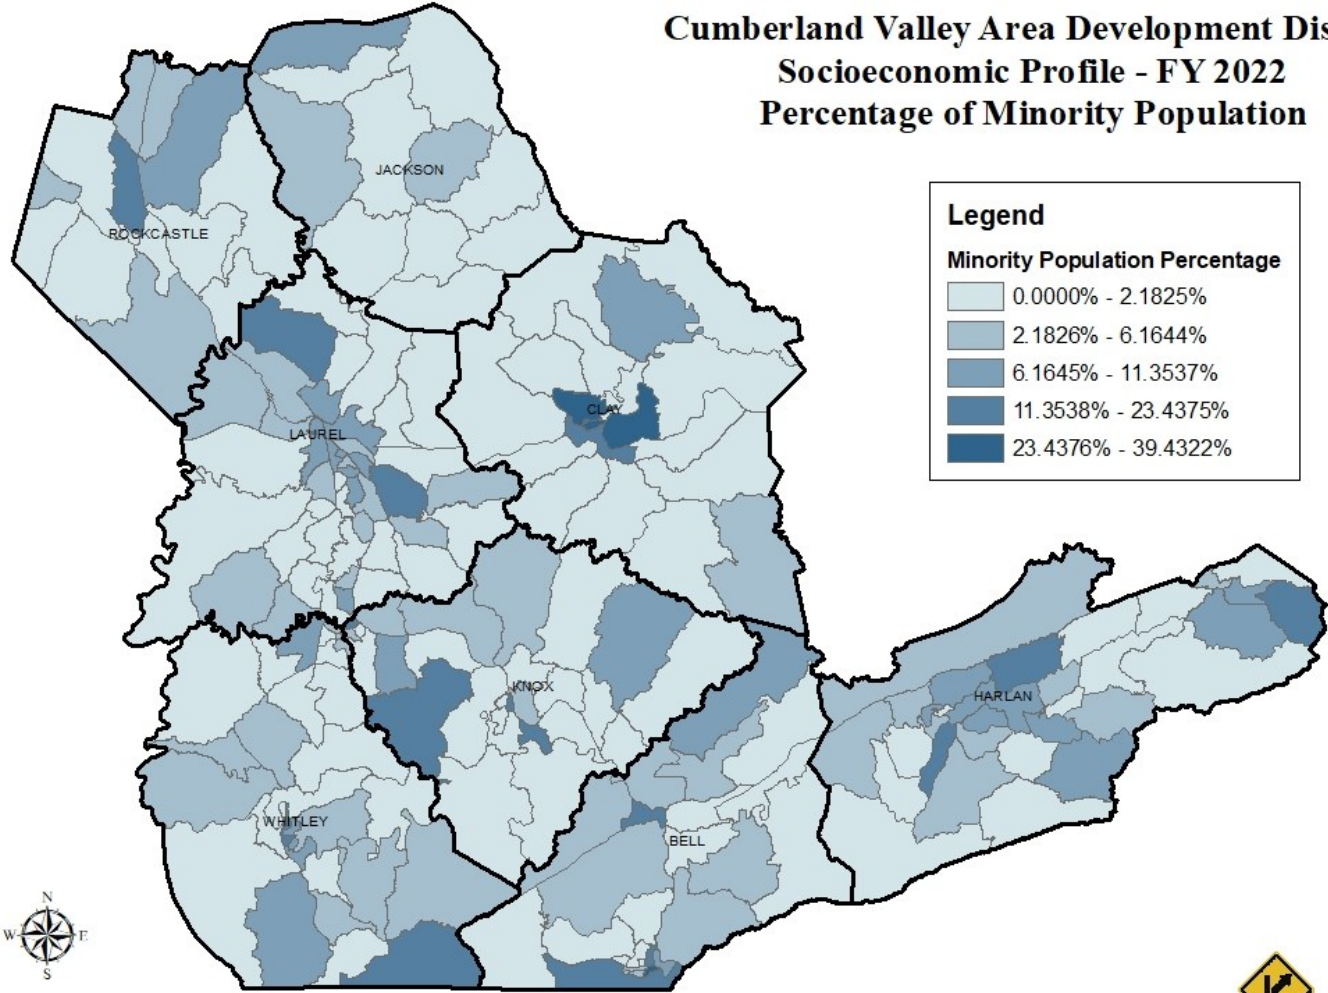 Cumberland Valley Area Development Dis
Socioeconomic Profile - FY 2022
Percentage of Minority Population
Legend
Minority Population Percentage
0.0000% - 2.1825%
2.1826% - 6.1644%
6.1645% - 11.3537%
11.3538% - 23.4375%
23.4376% - 39.4322%
JACKSON
ROCKCASTLE
CLAY
LAUREL
KNOX
HARLAN
WHITLEY
BELL
N
W E
S